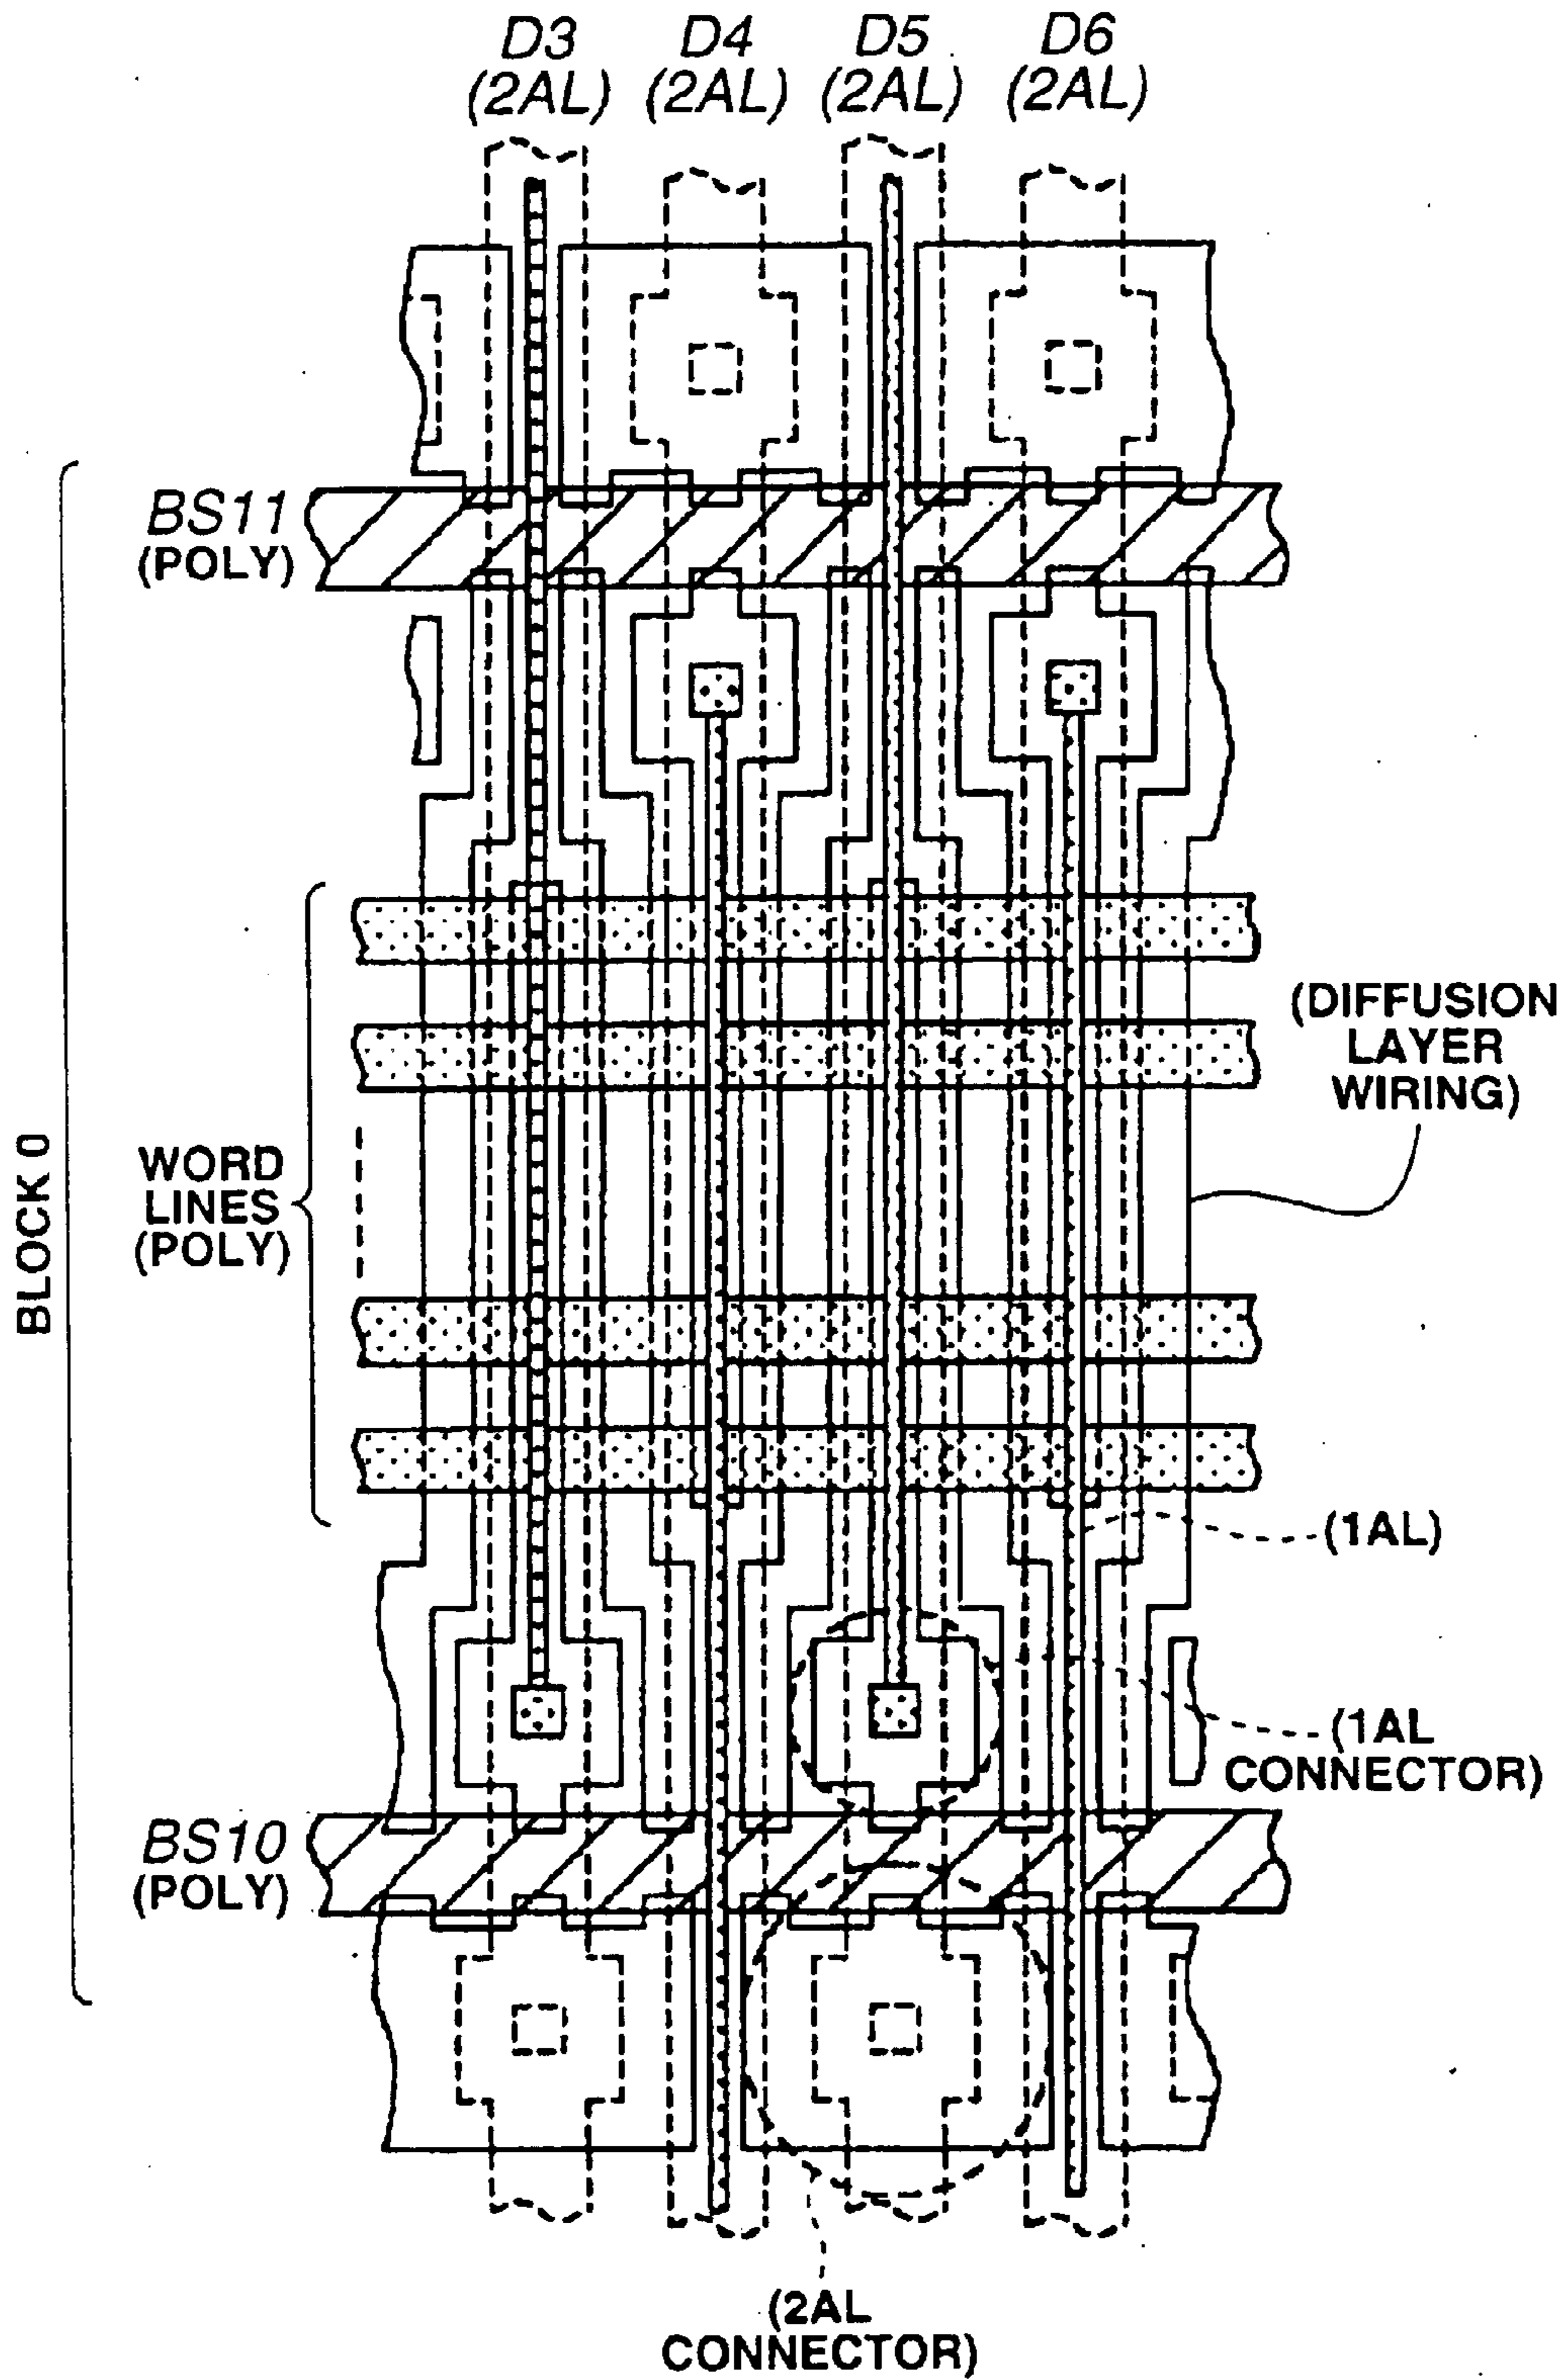 D3 D4 D5 D6
(2AL) (2AL) (2AL) (2AL)
BS11
(POLY)
(DIFFUSION
LAYER
WIRING)
BLOCK 0
WORD
LINES
(POLY)
(1AL)
(1AL
CONNECTOR)
BS10
(POLY)
(2AL
CONNECTOR)